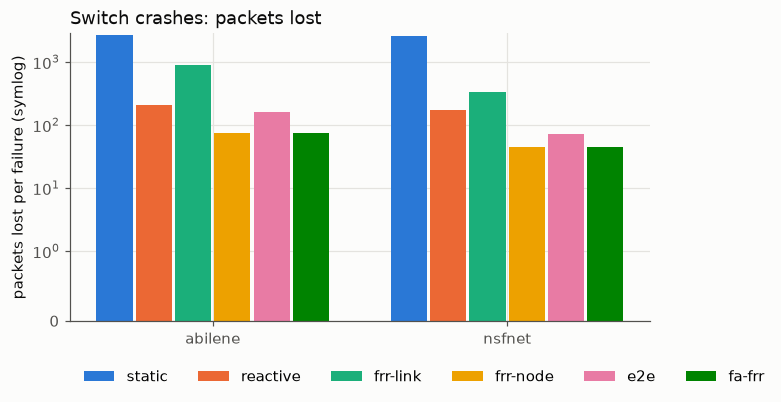 Switch crashes: packets lost
packets lost per failure (symlog)
10³
10²
10¹
10⁰
0
abilene nsfnet
static reactive frr-link frr-node e2e fa-frr